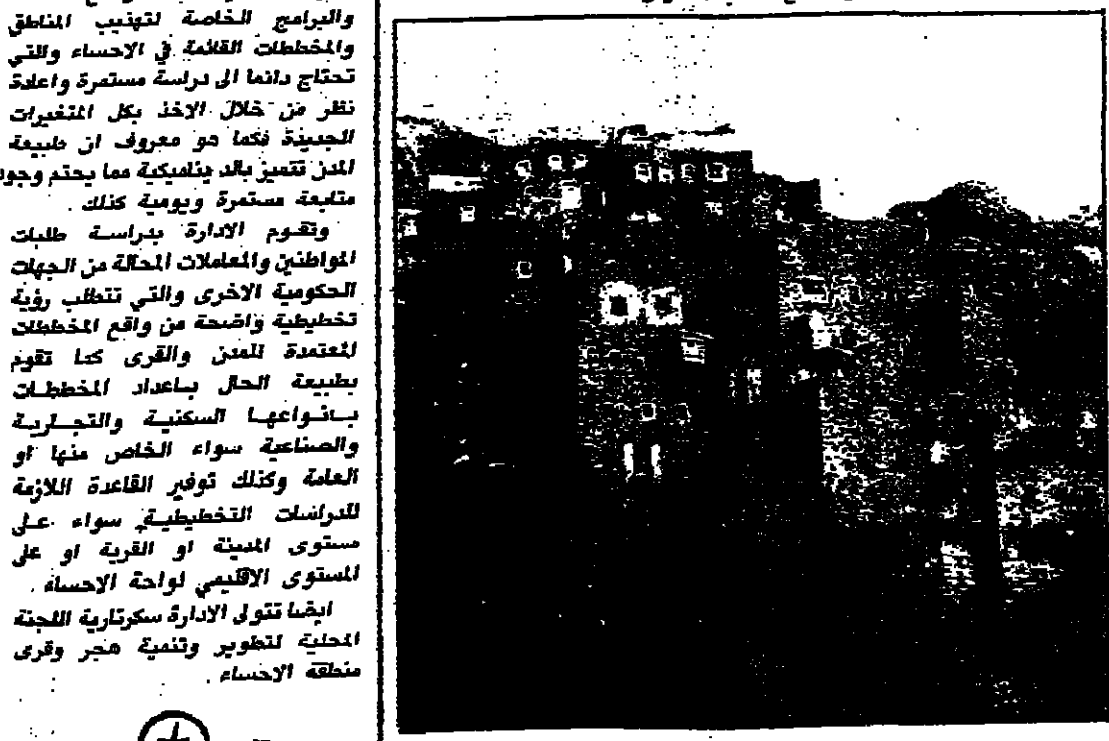 والبرامج الخاصة لتهذيب المناطق
والمخططات القائمة في الاحساء والتي
تحتاج دائما الى دراسة مستمرة واعادة
نظر من خلال الاخذ بكل المتغيرات
الجديدة فكما هو معروف ان طبيعة
المدن تتميز بالديناميكية مما يحتم وجود
متابعة مستمرة ويومية كذلك .
وتقوم الادارة بدراسة طلبات
المواطنين والمعاملات المحالة من الجهات
الحكومية الاخرى والتي تتطلب رؤية
تخطيطية واضحة من واقع المخططات
المعتمدة للمدن والقرى كما تقوم
بطبيعة الحال باعداد المخططات
بانواعها السكنية والتجارية
والصناعية سواء الخاص منها او
العامة وكذلك توفير القاعدة اللازمة
للدراسات التخطيطية سواء على
مستوى المدينة او القرية او على
المستوى الاقليمي لواحة الاحساء .
ايضا تتولى الادارة سكرتارية اللجنة
المحلية لتطوير وتنمية هجر وقرى
منطقة الاحساء .